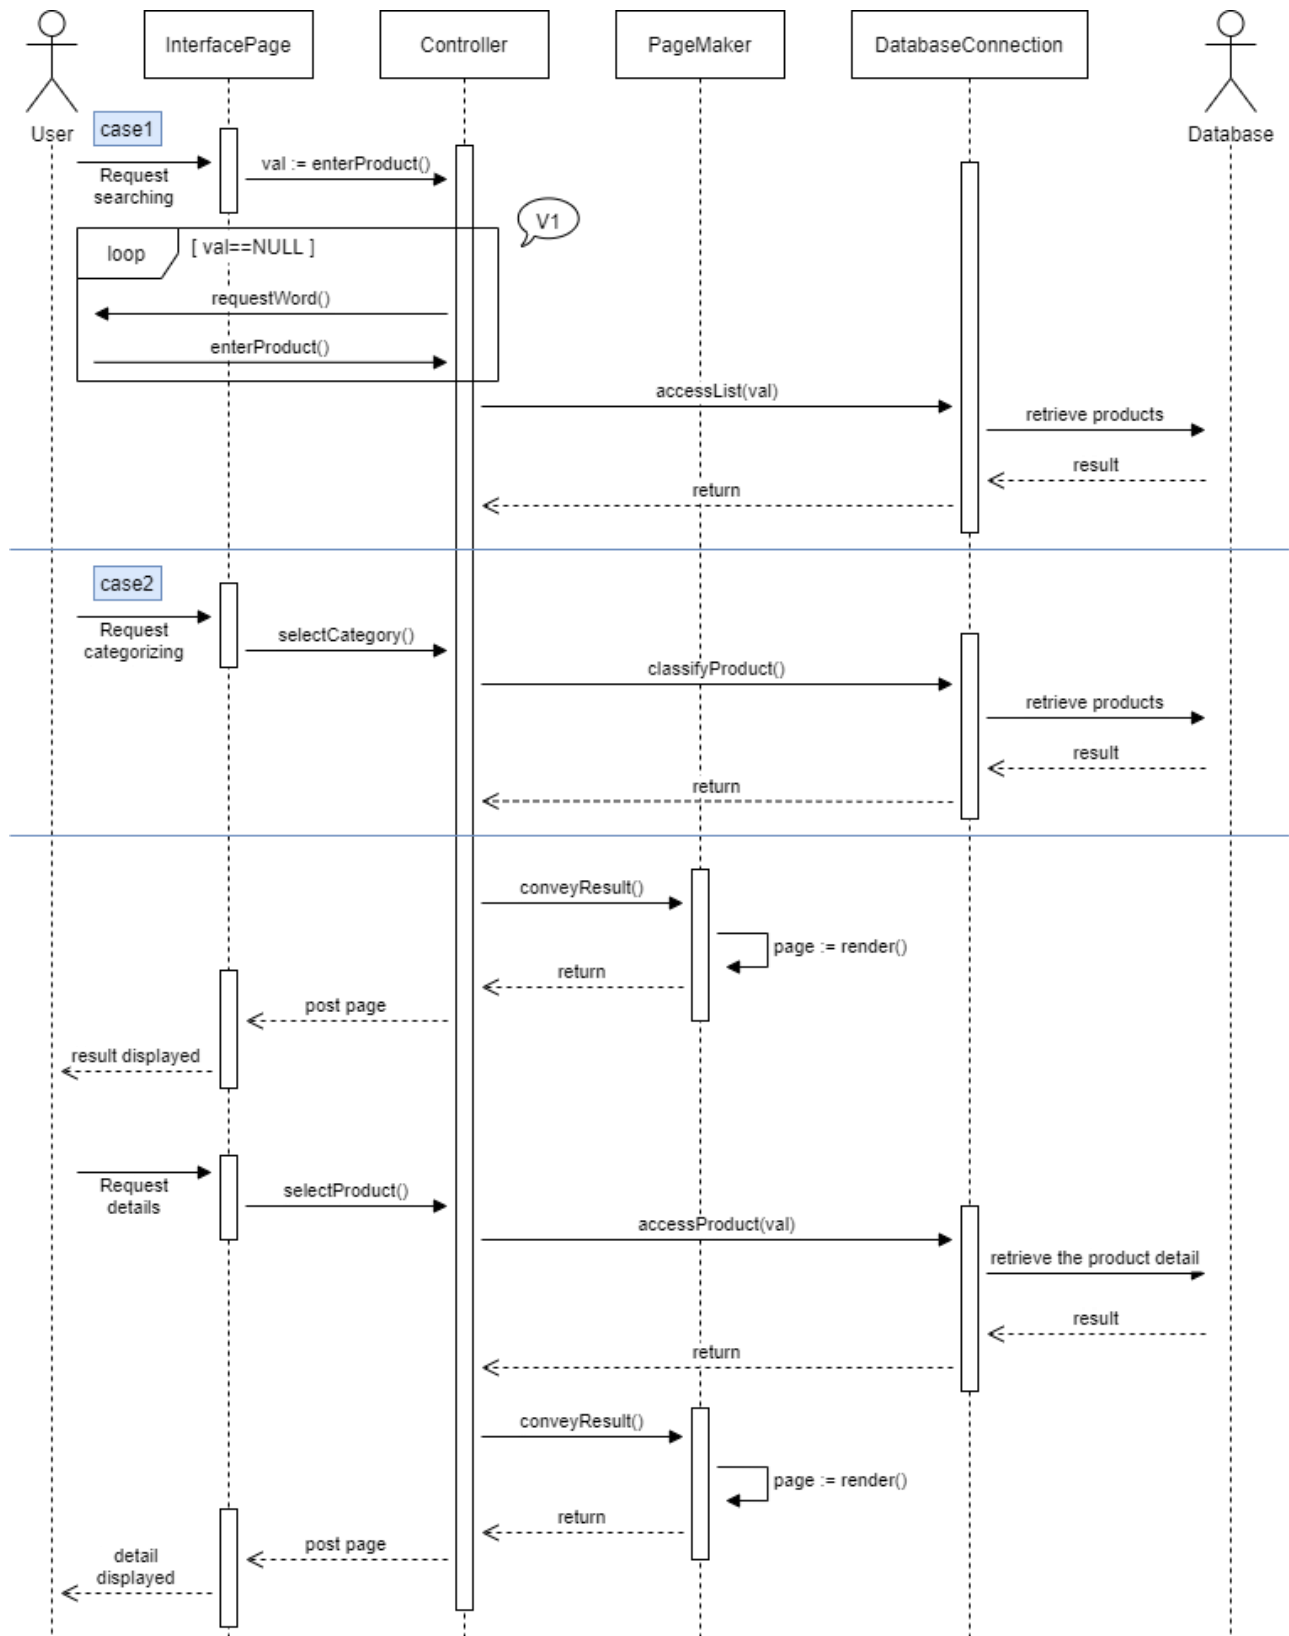 InterfacePage
Controller
PageMaker
DatabaseConnection
User
Database
case1
Request
searching
val := enterProduct()
V1
loop
[ val==NULL ]
requestWord()
enterProduct()
accessList(val)
retrieve products
result
return
case2
Request
categorizing
selectCategory()
classifyProduct()
retrieve products
result
return
conveyResult()
page := render()
return
post page
result displayed
Request
details
selectProduct()
accessProduct(val)
retrieve the product detail
result
return
conveyResult()
page := render()
return
post page
detail
displayed